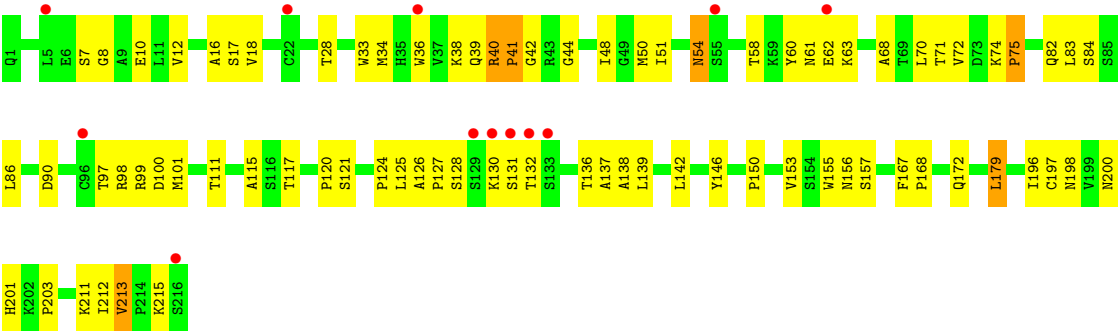 Q1 L5 E6 S7 G8 A9 E10 L11 V12 A16 S17 V18 C22 T28 W33 M34 H35 W36 V37 K38 Q39 R40 P41 G42 R43 G44 I48 G49 M50 I51 N54 S55 T58 K59 Y60 N61 E62 K63 A68 T69 L70 T71 V72 D73 K74 P75 Q82 L83 S84 S85
L86 D90 C96 T97 R98 R99 D100 M101 T111 A115 S116 T117 P120 S121 P124 L125 A126 P127 S128 S129 K130 S131 T132 S133 T136 A137 A138 L139 L142 Y146 P150 V153 S154 W155 N156 S157 F167 P168 Q172 L179 I196 C197 N198 V199 N200
H201 K202 P203 K211 I212 V213 P214 K215 S216